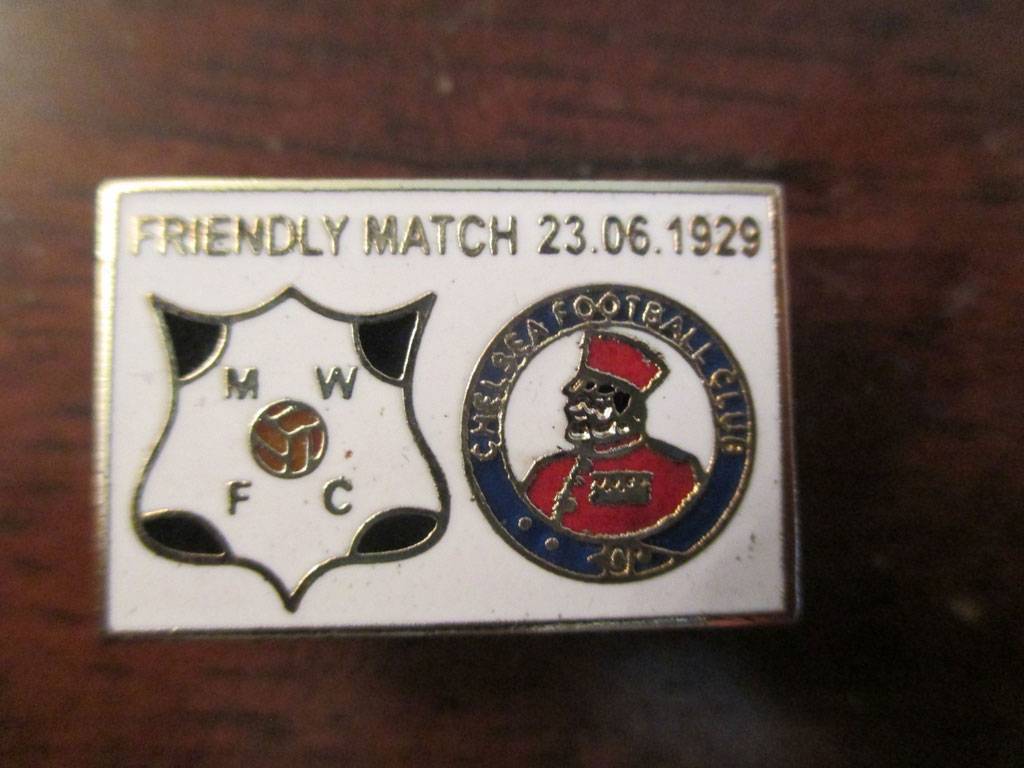 FRIENDLY MATCH 23.06.1929
M W
F C
CHELSEA FOOTBALL CLUB